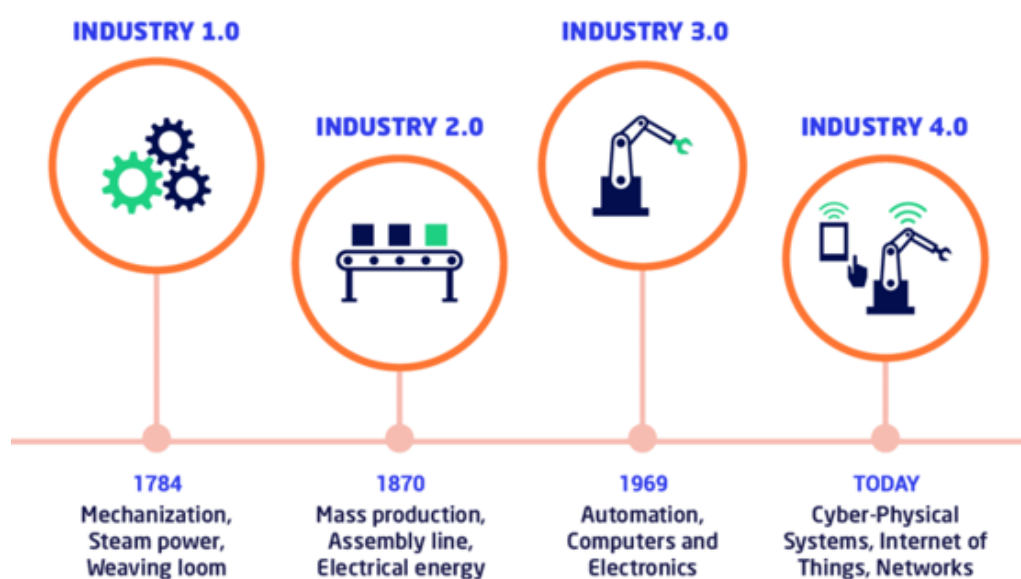 INDUSTRY 1.0
INDUSTRY 2.0
INDUSTRY 3.0
INDUSTRY 4.0
1784
Mechanization,
Steam power,
Weaving loom
1870
Mass production,
Assembly line,
Electrical energy
1969
Automation,
Computers and
Electronics
TODAY
Cyber-Physical
Systems, Internet of
Things, Networks